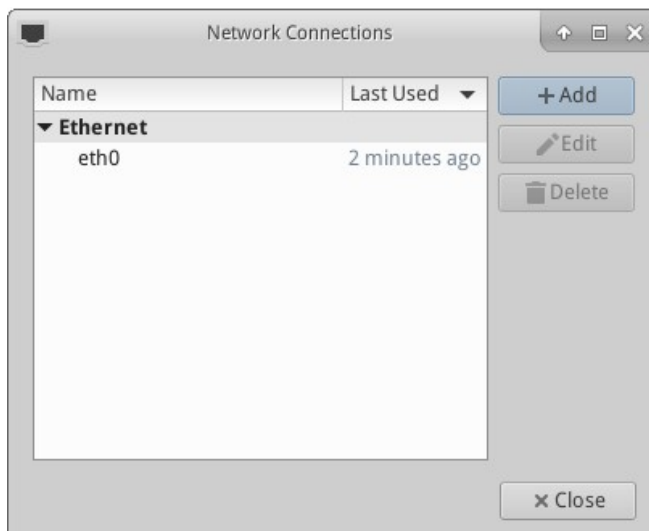 Network Connections
Name Last Used
Ethernet
eth0 2 minutes ago
Add
Edit
Delete
Close